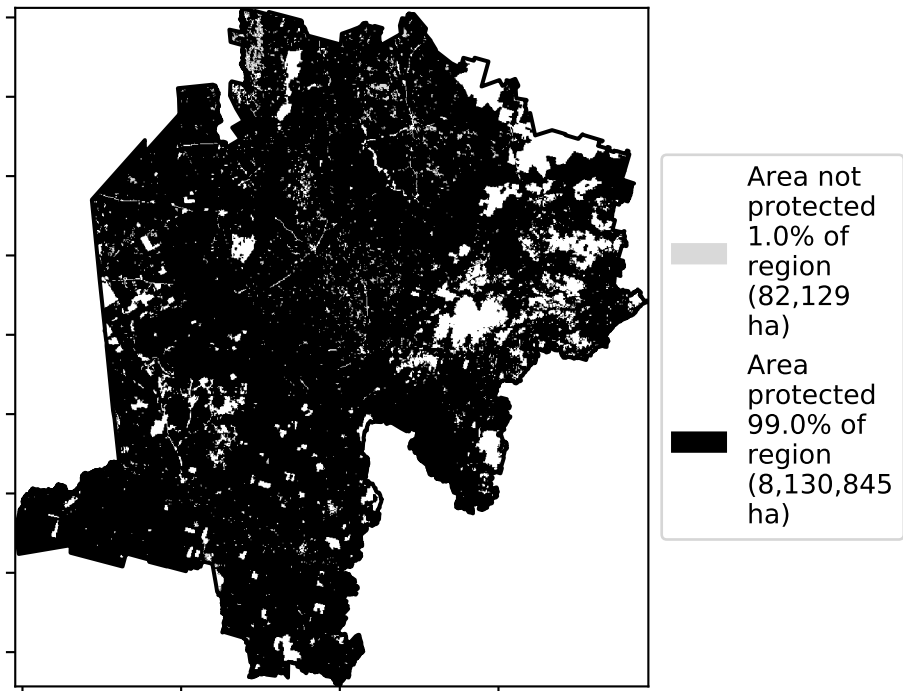 Area not
protected
1.0% of
region
(82,129
ha)
Area
protected
99.0% of
region
(8,130,845
ha)